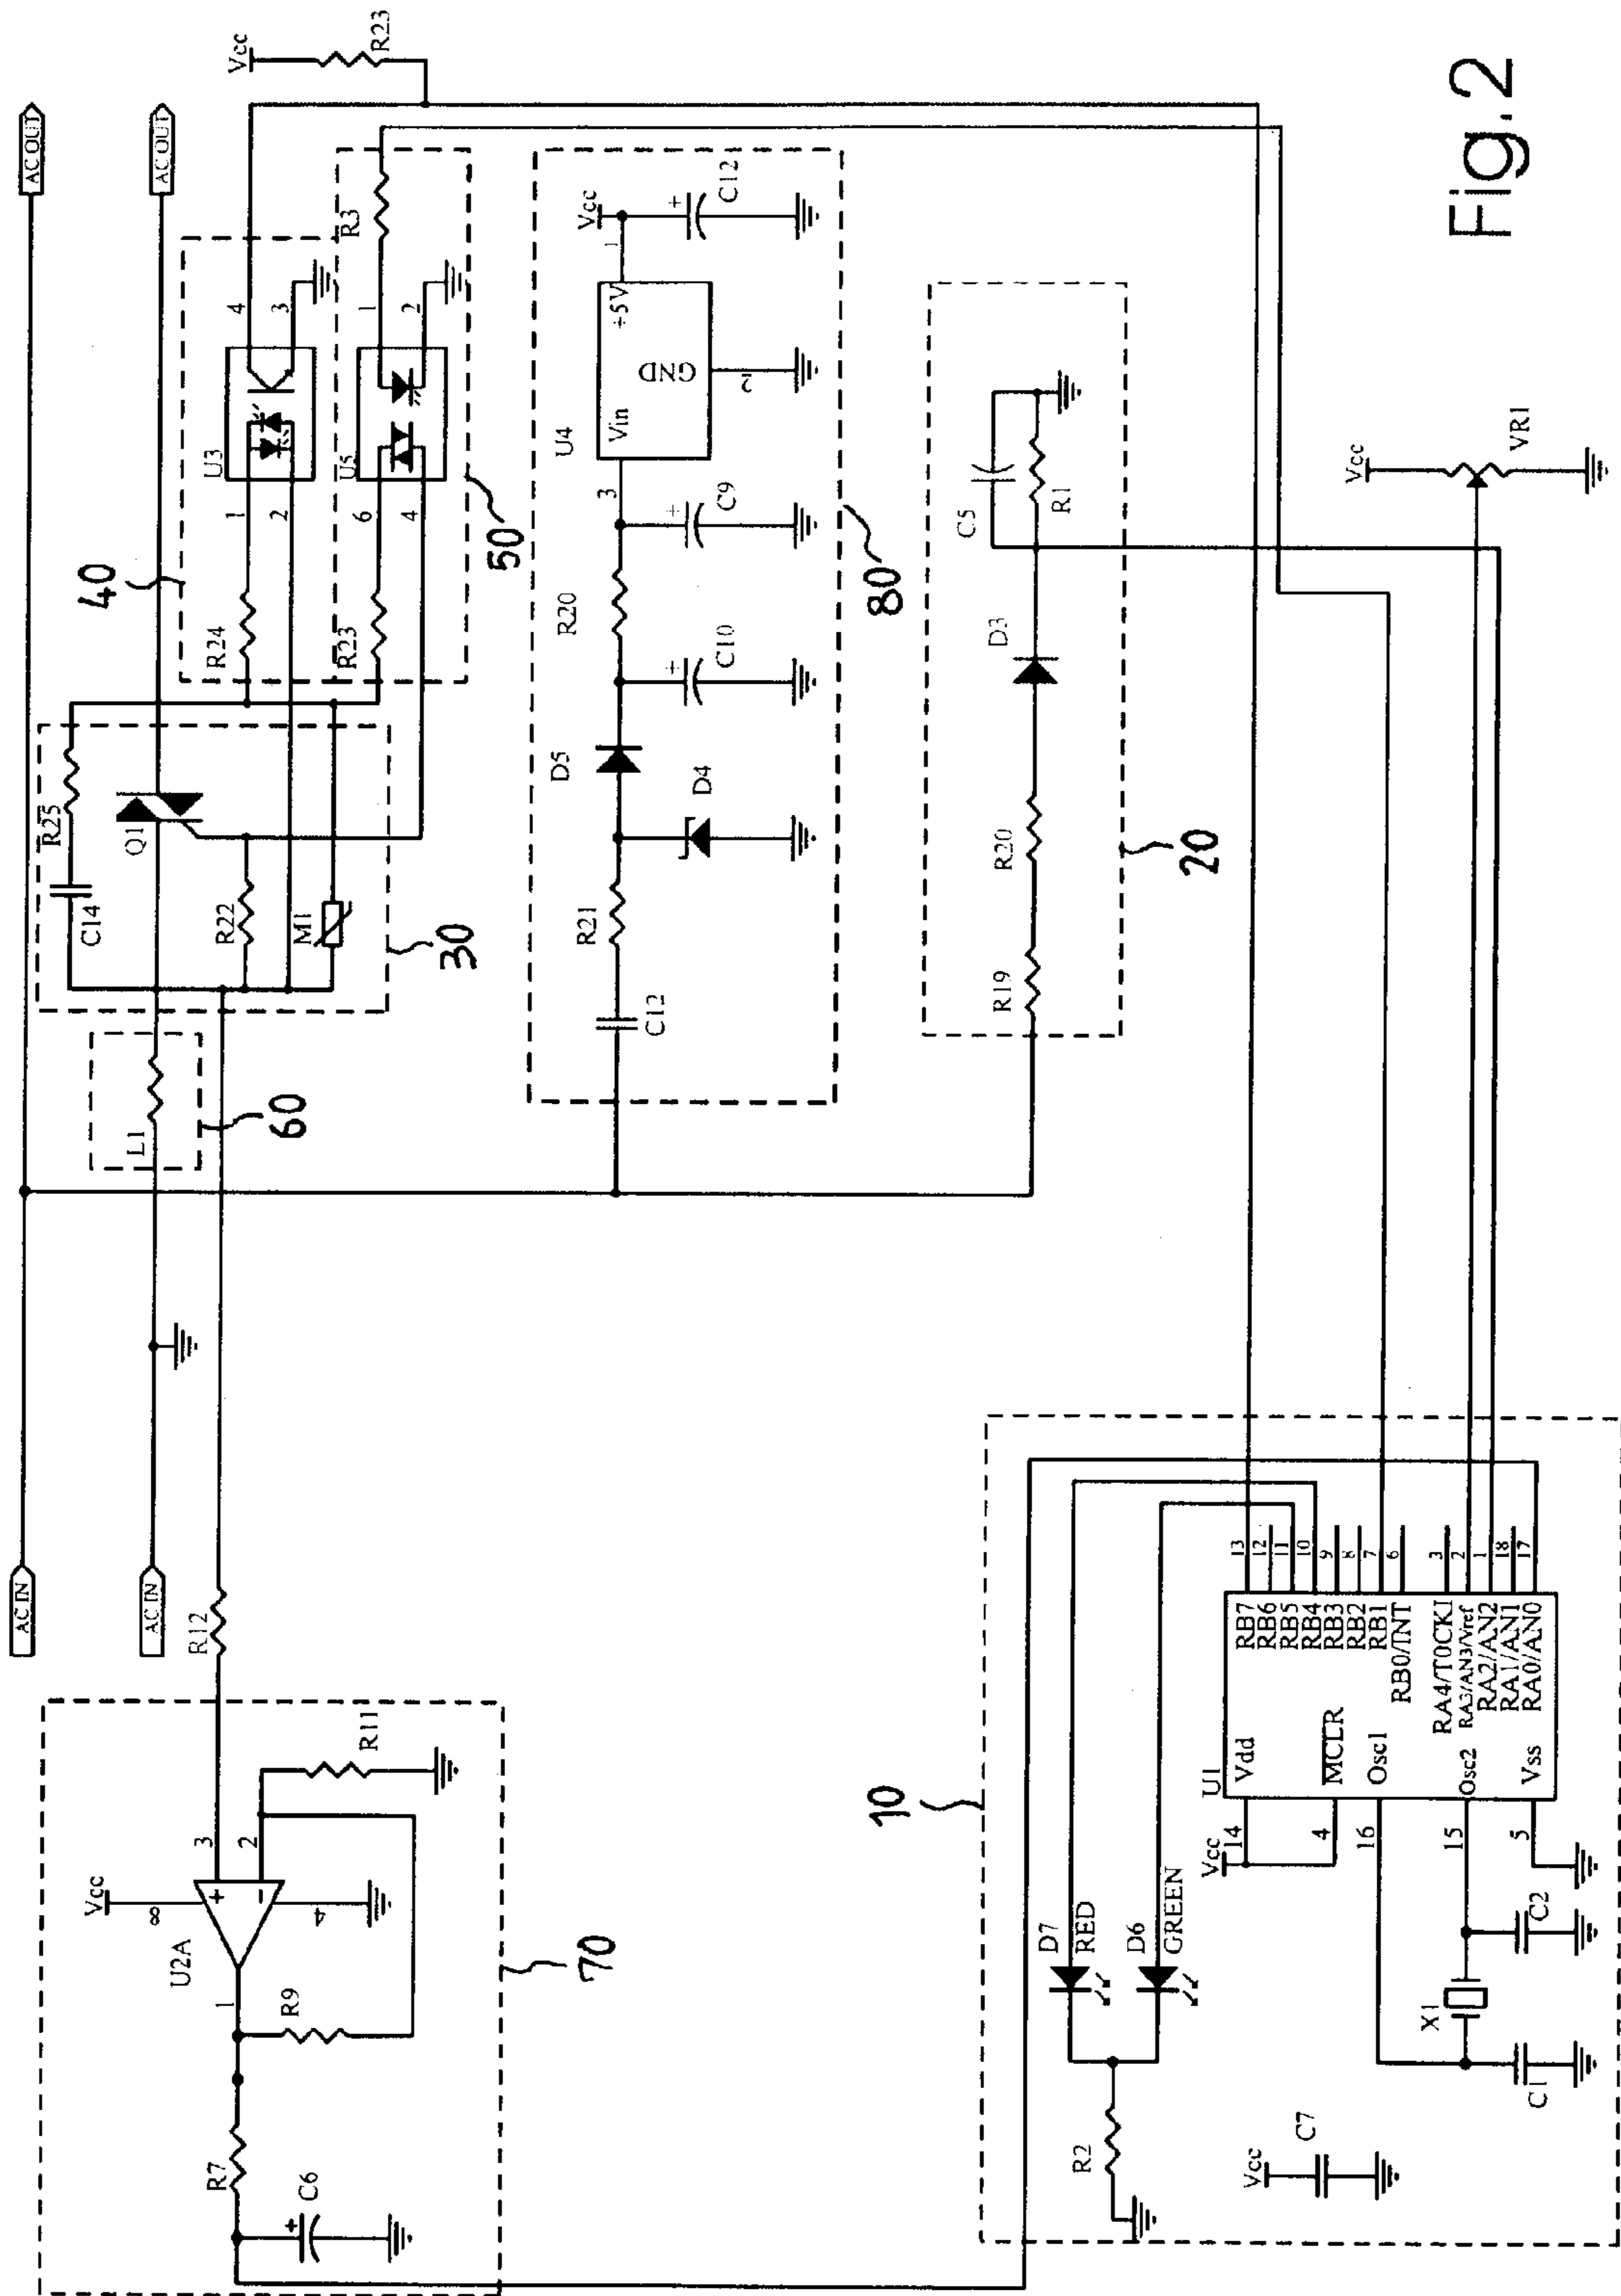 AC IN
AC OUT
AC IN
AC OUT
Vcc
R23
60
L1
30
C14
R25
Q1
R22
M1
40
R24
U3
1
2
4
3
50
R23
U5
6
4
1
2
R3
R12
70
Vcc
8
U2A
+
3
-
2
4
1
R11
R9
R7
C6
+
80
C12
R21
D5
D4
C10
+
R20
C9
+
3
U4
Vin
+5V
GND
2
1
Vcc
C12
+
20
R19
R20
D3
C5
R1
10
D7
RED
D6
GREEN
R2
Vcc
C7
U1
Vcc
14
Vdd
4
MCLR
16
Osc1
15
Osc2
5
Vss
X1
C1
C2
RB7
13
RB6
12
RB5
11
RB4
10
RB3
9
RB2
8
RB1
7
RB0/INT
6
RA4/T0CKI
3
RA3/AN3/Vref
2
RA2/AN2
1
RA1/AN1
18
RA0/AN0
17
Vcc
VR1
Fig.2